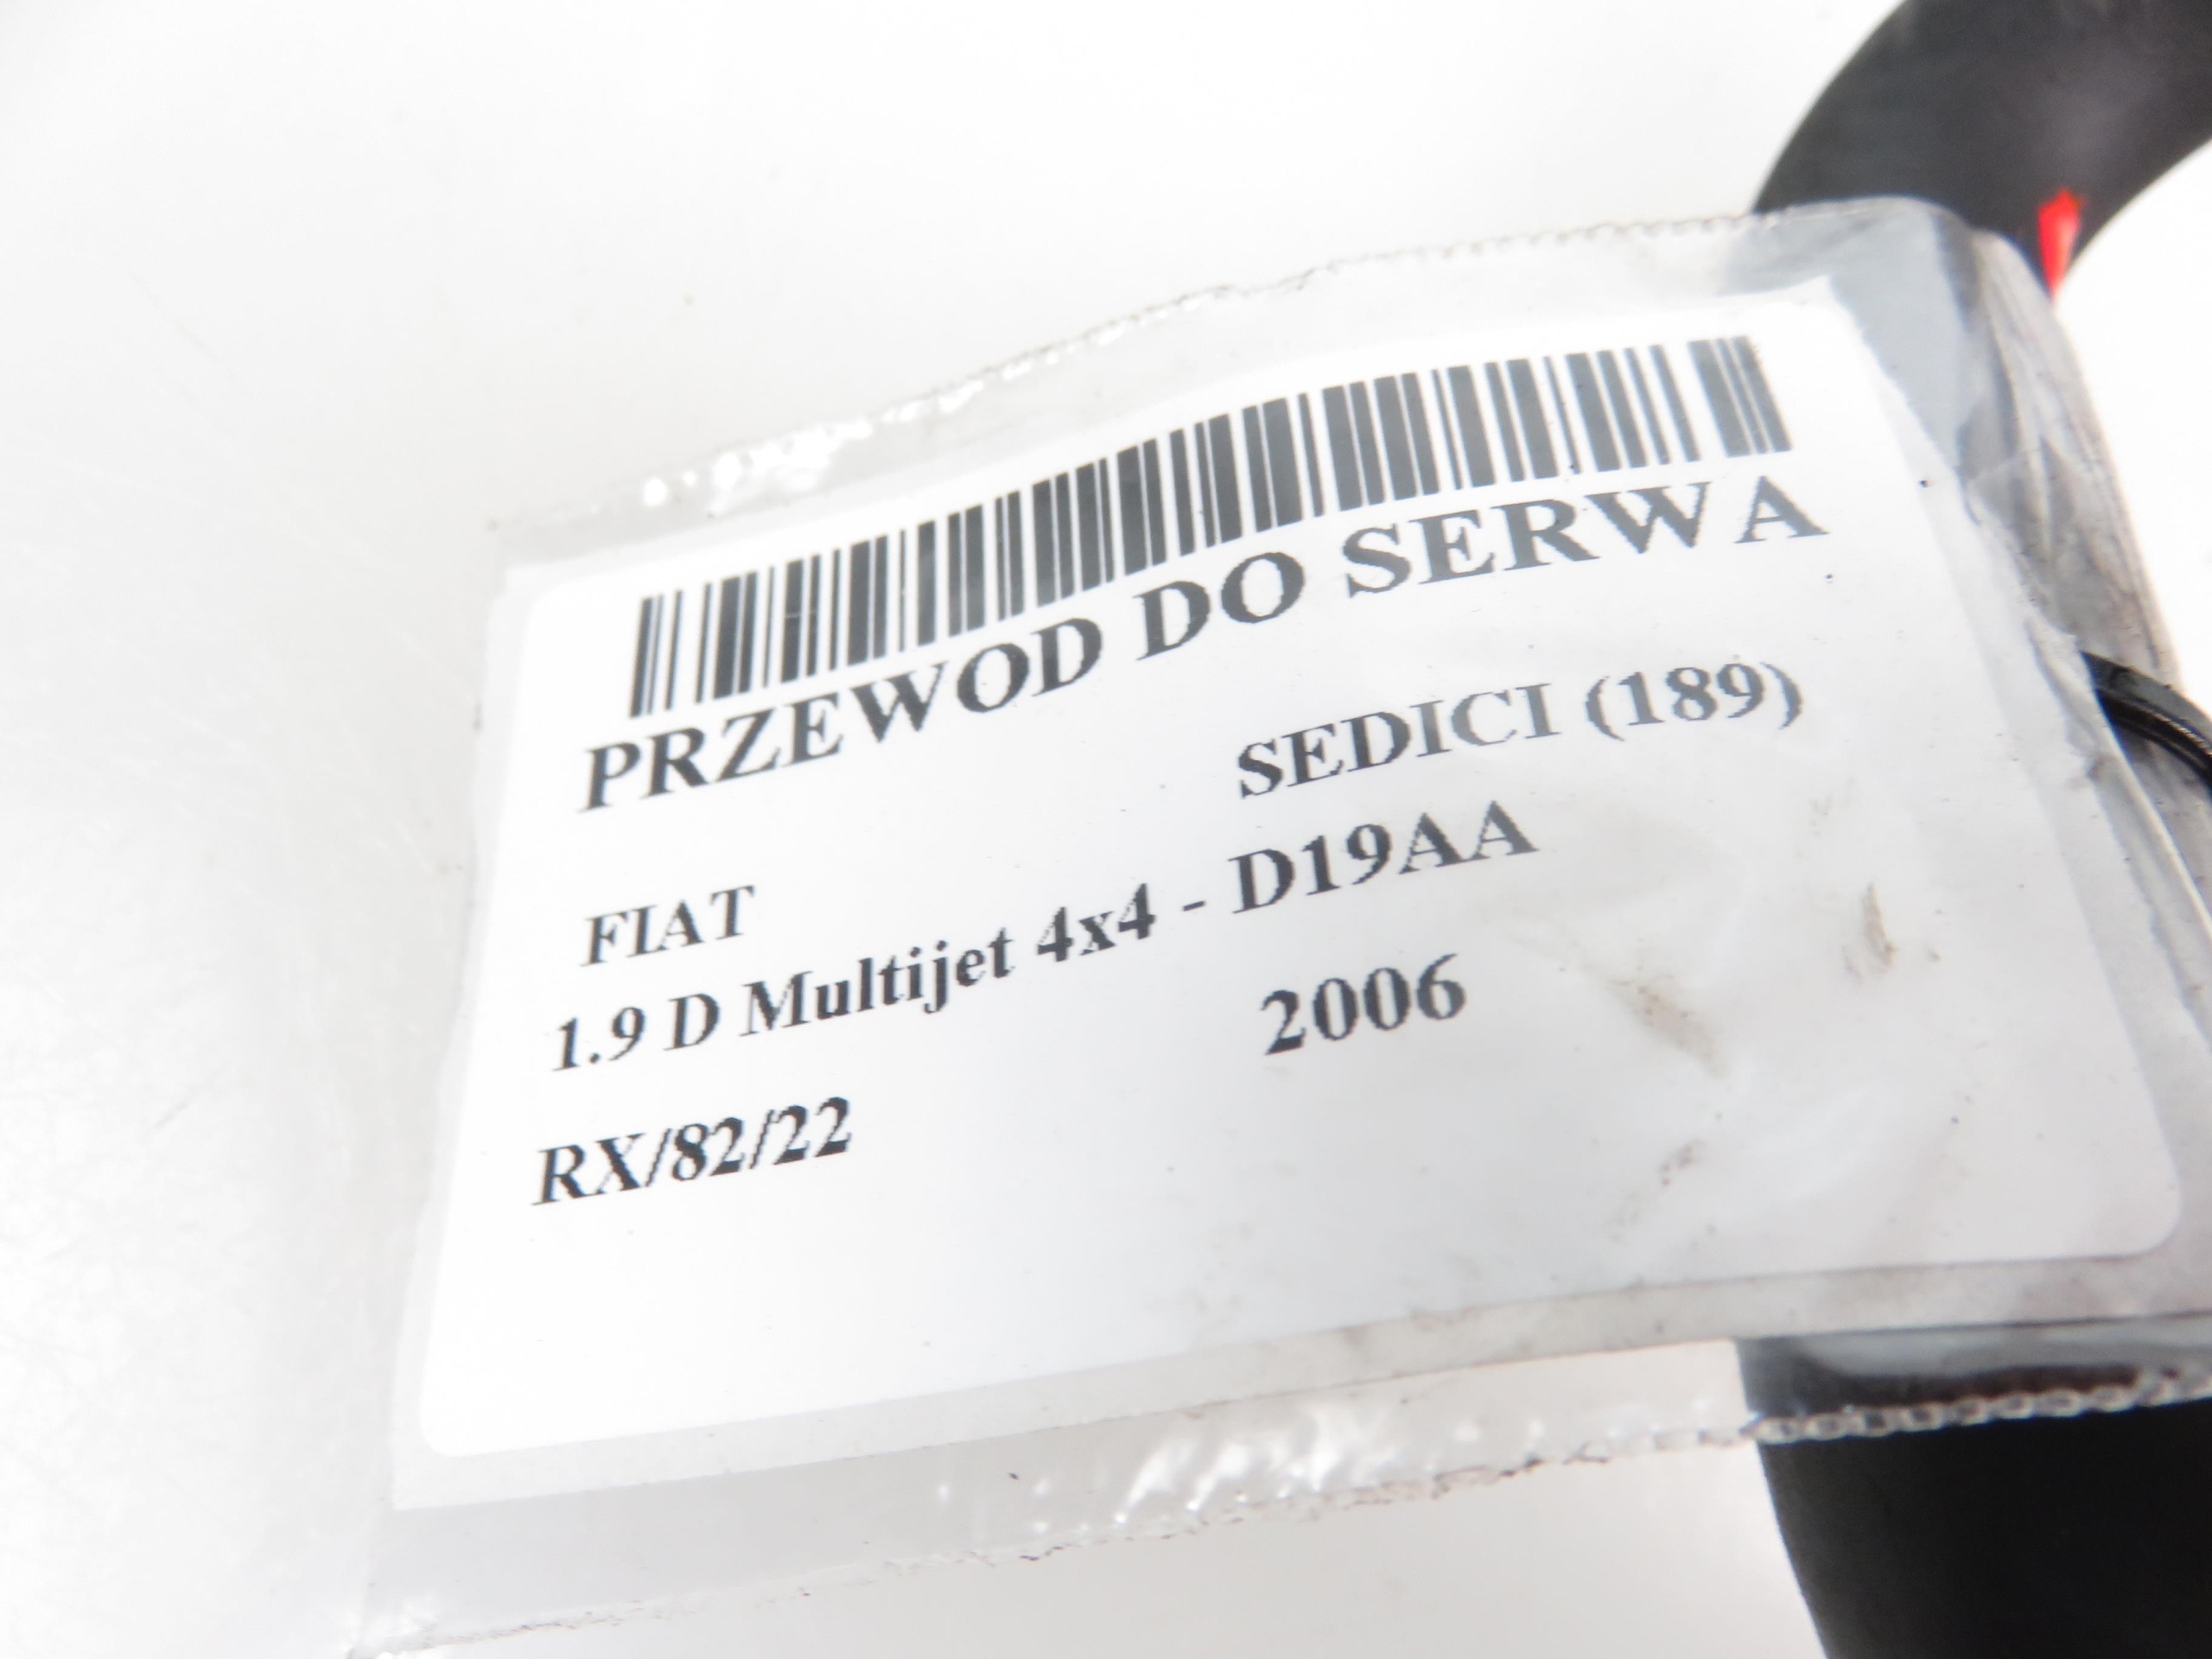 PRZEWOD DO SERWA
FIAT SEDICI (189)
1.9 D Multijet 4x4 - D19AA
2006
RX/82/22